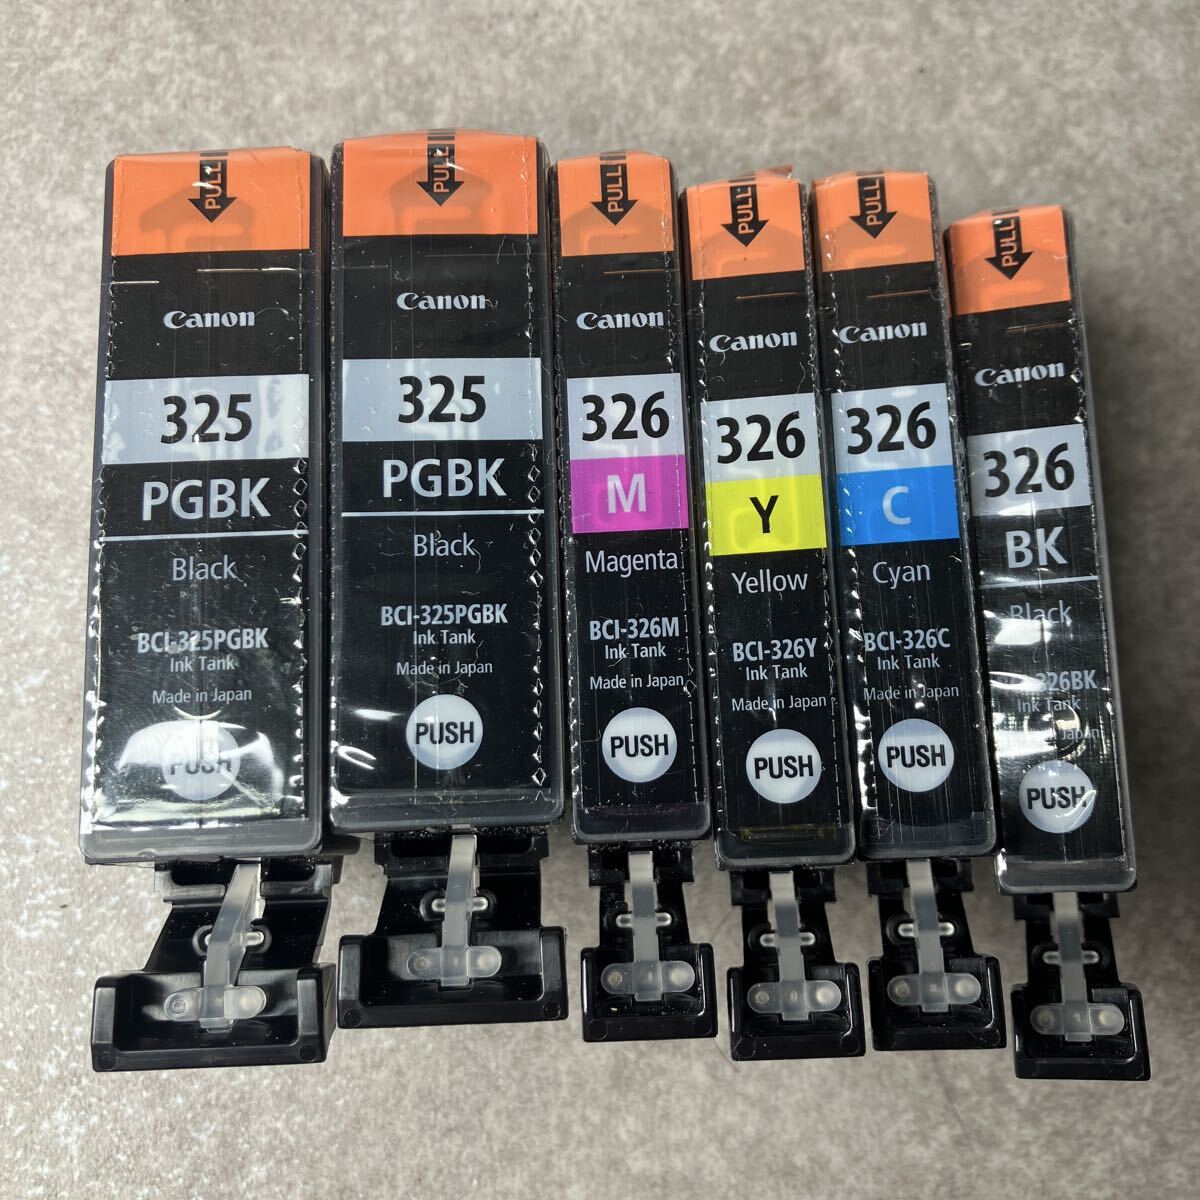 PULL
Canon
325
PGBK
Black
BCI-325PGBK
Ink Tank
Made in Japan
PUSH
PULL
Canon
325
PGBK
Black
BCI-325PGBK
Ink Tank
Made in Japan
PUSH
PULL
Canon
326
M
Magenta
BCI-326M
Ink Tank
Made in Japan
PUSH
PULL
Canon
326
Y
Yellow
BCI-326Y
Ink Tank
Made in Japan
PUSH
PULL
Canon
326
C
Cyan
BCI-326C
Ink Tank
Made in Japan
PUSH
PULL
Canon
326
BK
Black
326BK
Ink Tank
Japan
PUSH